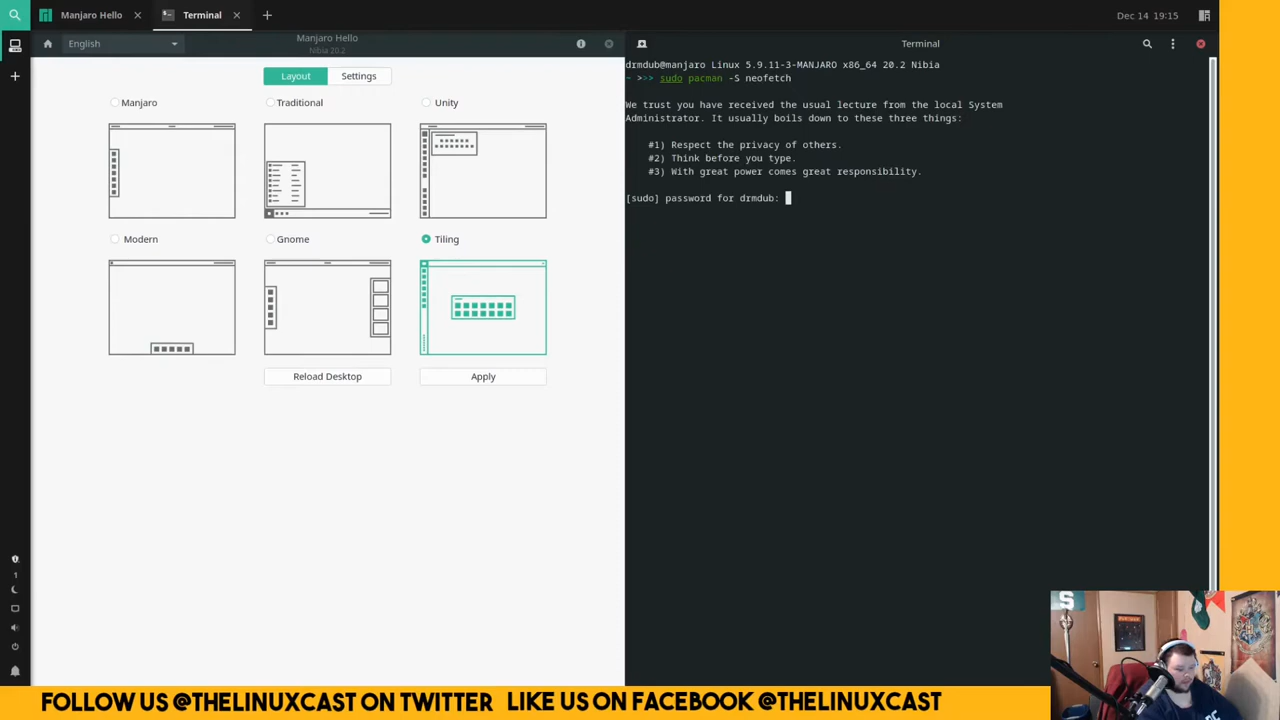 Manjaro Hello
Terminal
Dec 14 19:15
English
Manjaro Hello
Nibia 20.2
Layout
Settings
Manjaro
Traditional
Unity
Modern
Gnome
Tiling
Reload Desktop
Apply
1
Terminal
drmdub@manjaro Linux 5.9.11-3-MANJARO x86_64 20.2 Nibia
~ >>> sudo pacman -S neofetch
We trust you have received the usual lecture from the local System
Administrator. It usually boils down to these three things:
#1) Respect the privacy of others.
#2) Think before you type.
#3) With great power comes great responsibility.
[sudo] password for drmdub:
S
FOLLOW US @THELINUXCAST ON TWITTER LIKE US ON FACEBOOK @THELINUXCAST